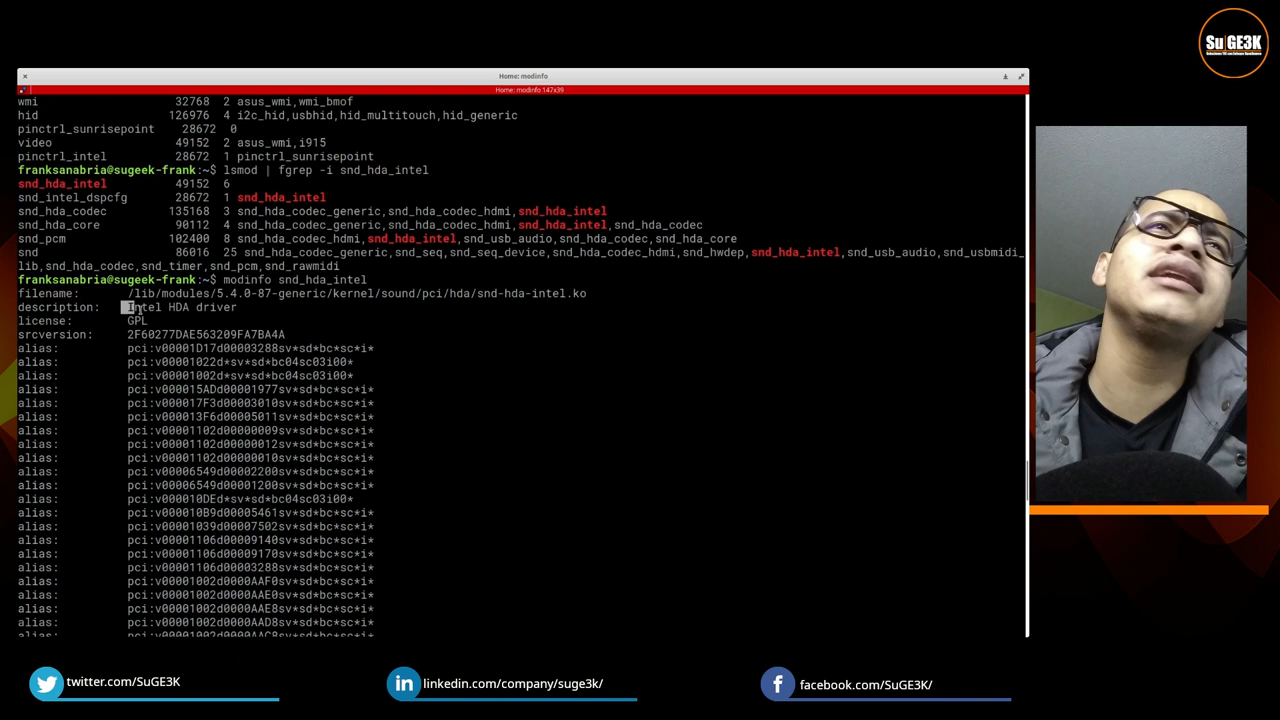 Su GE3K
Home: modinfo
Home: modinfo 147x39
wmi 32768 2 asus_wmi,wmi_bmof
hid 126976 4 i2c_hid,usbhid,hid_multitouch,hid_generic
pinctrl_sunrisepoint 28672 0
video 49152 2 asus_wmi,i915
pinctrl_intel 28672 1 pinctrl_sunrisepoint
franksanabria@sugeek-frank:~$ lsmod | fgrep -i snd_hda_intel
snd_hda_intel 49152 6
snd_intel_dspcfg 28672 1 snd_hda_intel
snd_hda_codec 135168 3 snd_hda_codec_generic,snd_hda_codec_hdmi,snd_hda_intel
snd_hda_core 90112 4 snd_hda_codec_generic,snd_hda_codec_hdmi,snd_hda_intel,snd_hda_codec
snd_pcm 102400 8 snd_hda_codec_hdmi,snd_hda_intel,snd_usb_audio,snd_hda_codec,snd_hda_core
snd 86016 25 snd_hda_codec_generic,snd_seq,snd_seq_device,snd_hda_codec_hdmi,snd_hwdep,snd_hda_intel,snd_usb_audio,snd_usbmidi_
lib,snd_hda_codec,snd_timer,snd_pcm,snd_rawmidi
franksanabria@sugeek-frank:~$ modinfo snd_hda_intel
filename: /lib/modules/5.4.0-87-generic/kernel/sound/pci/hda/snd-hda-intel.ko
description: Intel HDA driver
license: GPL
srcversion: 2F60277DAE563209FA7BA4A
alias: pci:v00001D17d00003288sv*sd*bc*sc*i*
alias: pci:v00001022d*sv*sd*bc04sc03i00*
alias: pci:v00001002d*sv*sd*bc04sc03i00*
alias: pci:v000015ADd00001977sv*sd*bc*sc*i*
alias: pci:v000017F3d00003010sv*sd*bc*sc*i*
alias: pci:v000013F6d00005011sv*sd*bc*sc*i*
alias: pci:v00001102d00000009sv*sd*bc*sc*i*
alias: pci:v00001102d00000012sv*sd*bc*sc*i*
alias: pci:v00001102d00000010sv*sd*bc*sc*i*
alias: pci:v00006549d00002200sv*sd*bc*sc*i*
alias: pci:v00006549d00001200sv*sd*bc*sc*i*
alias: pci:v000010DEd*sv*sd*bc04sc03i00*
alias: pci:v000010B9d00005461sv*sd*bc*sc*i*
alias: pci:v00001039d00007502sv*sd*bc*sc*i*
alias: pci:v00001106d00009140sv*sd*bc*sc*i*
alias: pci:v00001106d00009170sv*sd*bc*sc*i*
alias: pci:v00001106d00003288sv*sd*bc*sc*i*
alias: pci:v00001002d0000AAF0sv*sd*bc*sc*i*
alias: pci:v00001002d0000AAE0sv*sd*bc*sc*i*
alias: pci:v00001002d0000AAE8sv*sd*bc*sc*i*
alias: pci:v00001002d0000AAD8sv*sd*bc*sc*i*
alias: pci:v00001002d0000AAC8sv*sd*bc*sc*i*
twitter.com/SuGE3K
linkedin.com/company/suge3k/
facebook.com/SuGE3K/